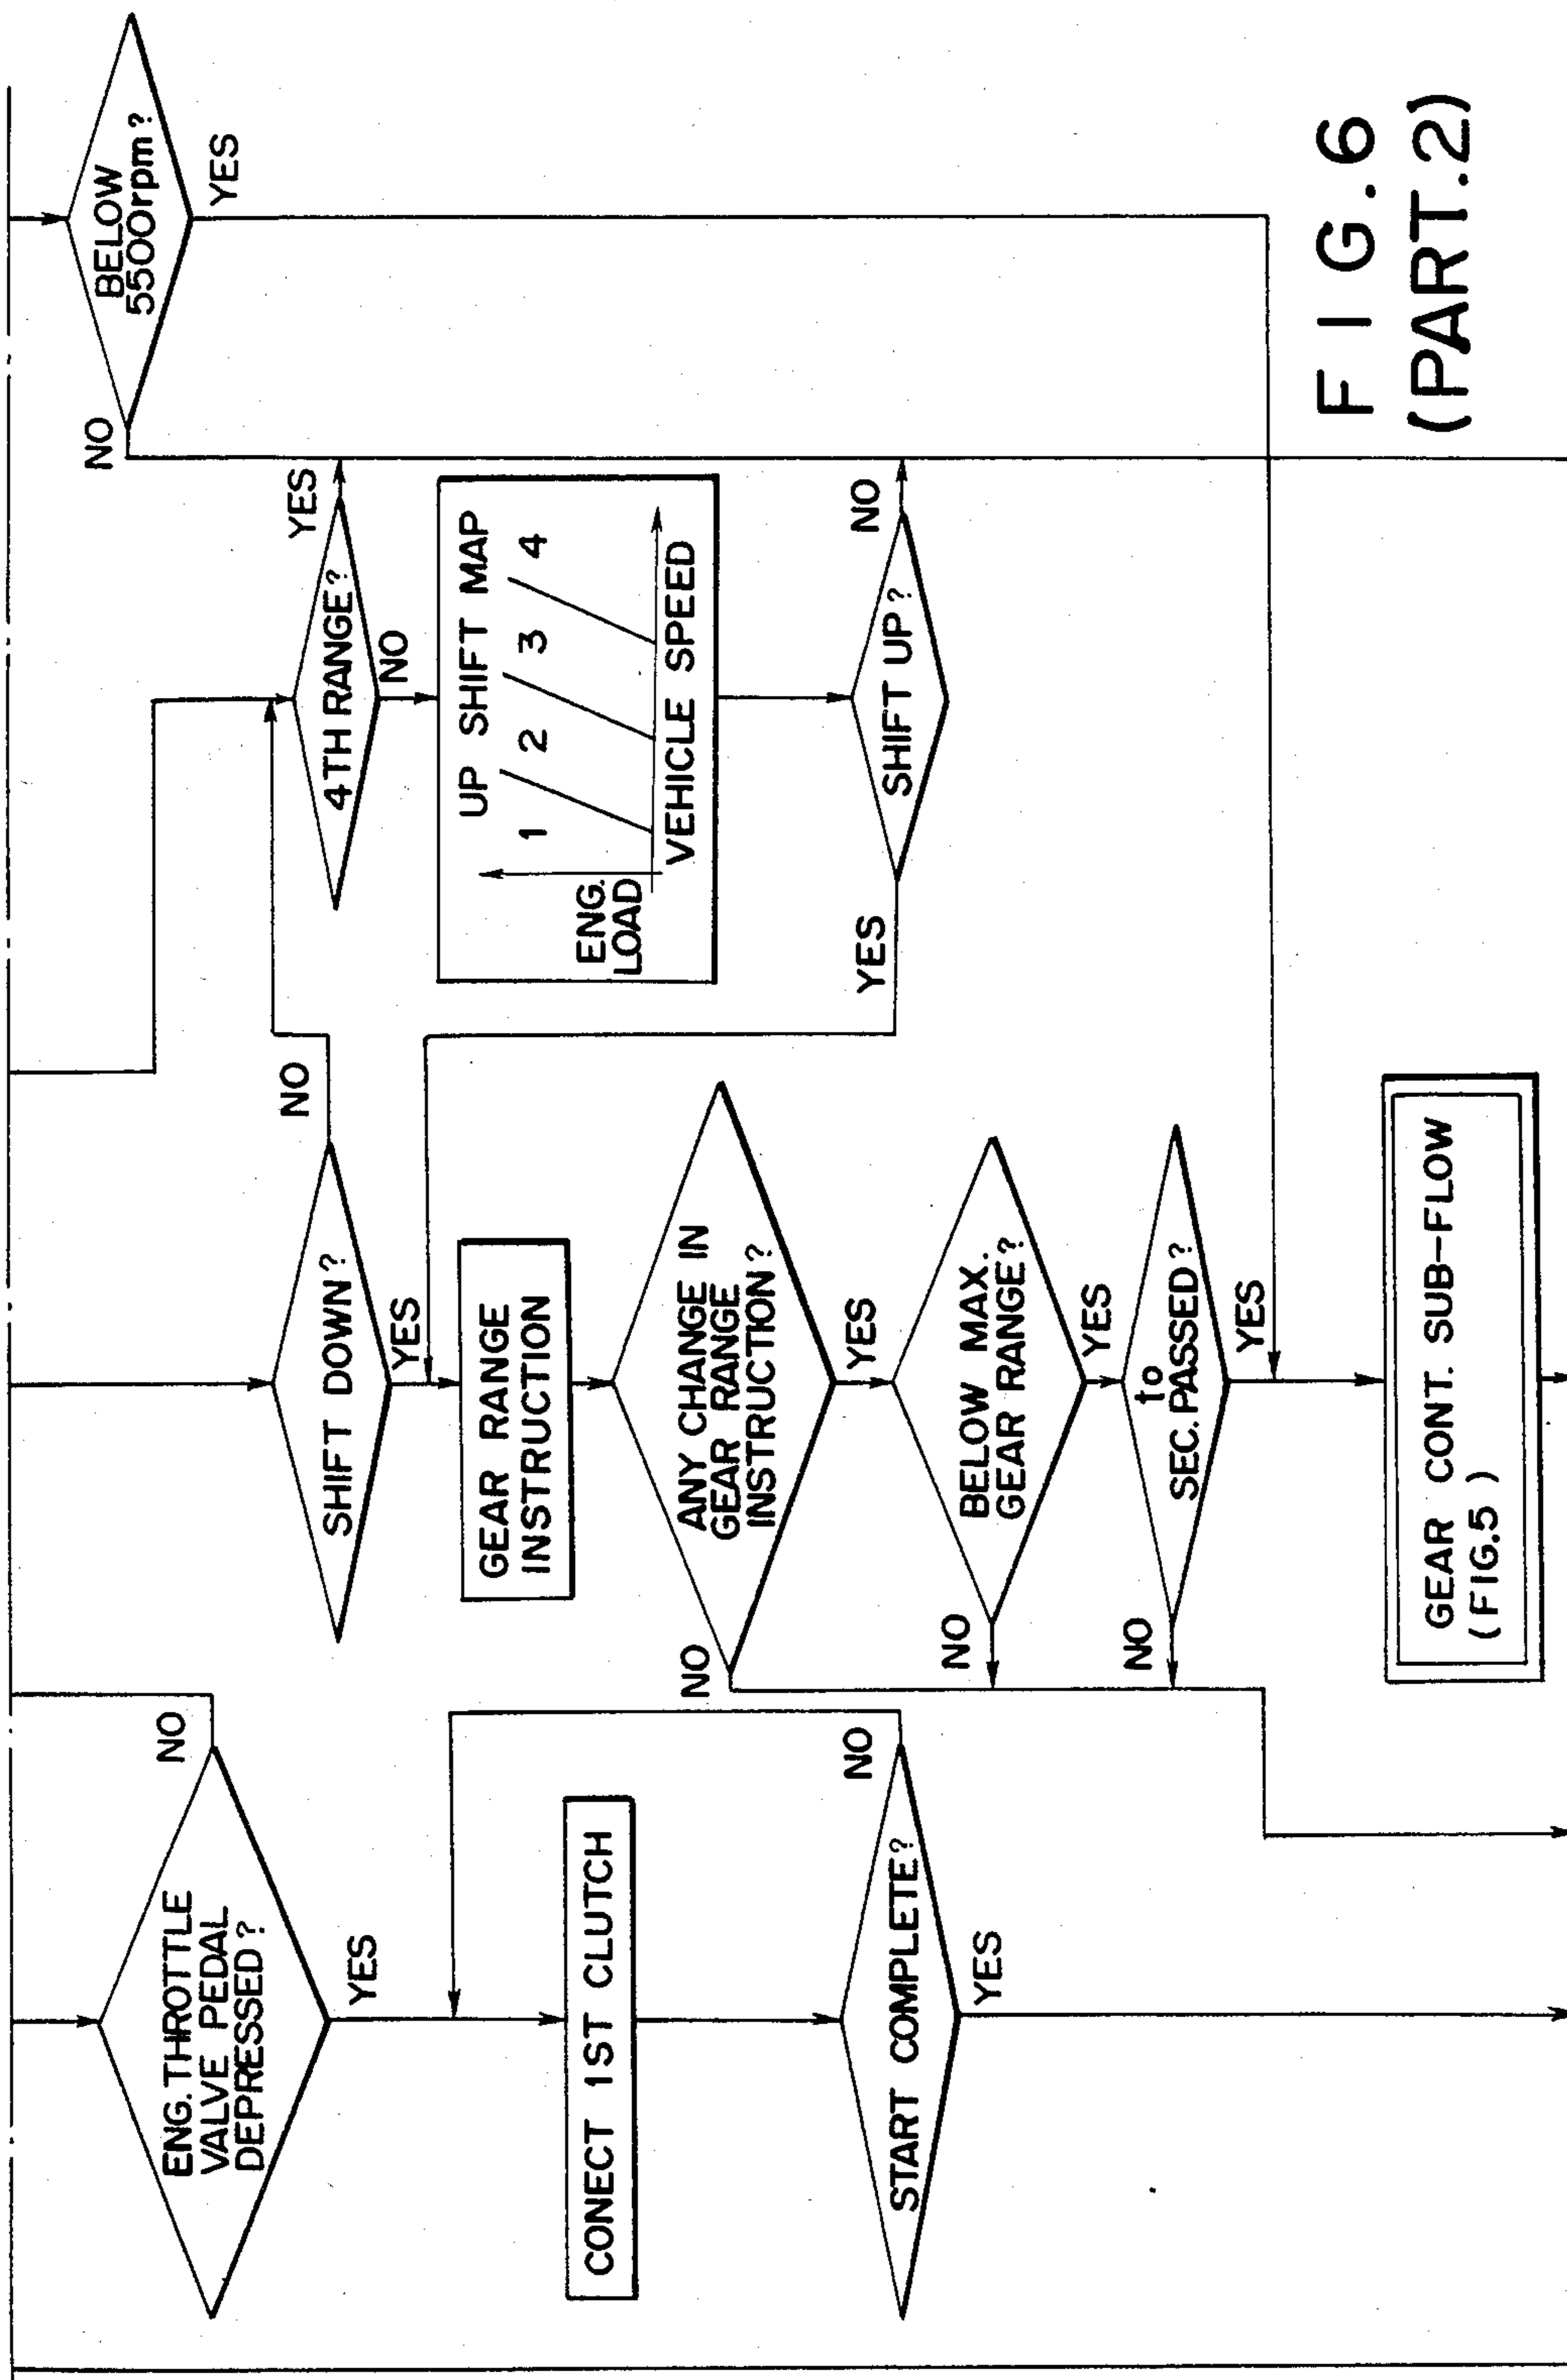 ENG.THROTTLE
VALVE PEDAL
DEPRESSED?
NO
YES
CONECT 1ST CLUTCH
START COMPLETE?
NO
YES
SHIFT DOWN?
NO
YES
GEAR RANGE
INSTRUCTION
ANY CHANGE IN
GEAR RANGE
INSTRUCTION?
NO
YES
BELOW MAX.
GEAR RANGE?
NO
YES
to
SEC.PASSED?
NO
YES
GEAR CONT. SUB-FLOW
(FIG.5)
4TH RANGE?
YES
NO
UP SHIFT MAP
1 2 3 4
ENG.
LOAD
VEHICLE SPEED
SHIFT UP?
YES
NO
BELOW
5500rpm?
NO
YES
FIG.6
(PART.2)